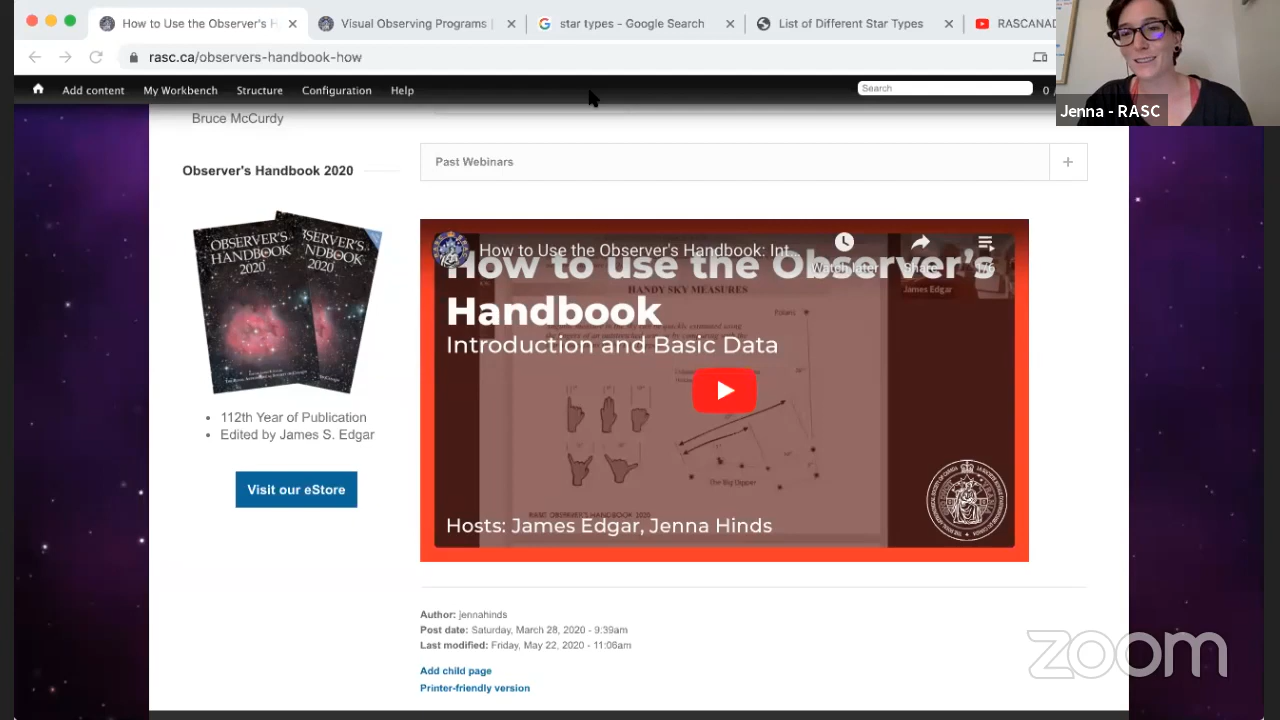 How to Use the Observer's H
Visual Observing Programs |
star types - Google Search
List of Different Star Types
RASCANAD
rasc.ca/observers-handbook-how
Add content
My Workbench
Structure
Configuration
Help
Search
0 /
Jenna - RASC
Bruce McCurdy
Observer's Handbook 2020
OBSERVER'S
HANDBOOK
2020
112th Year of Publication
Edited by James S. Edgar
Visit our eStore
Past Webinars
How to Use the Observer's Handbook: Int...
Watch later
Share
1/6
How to use the Observer's
Handbook
Introduction and Basic Data
James Edgar
HANDY SKY MEASURES
Polaris
The Big Dipper
RASC OBSERVER'S HANDBOOK 2020
Hosts: James Edgar, Jenna Hinds
Author: jennahinds
Post date: Saturday, March 28, 2020 - 9:39am
Last modified: Friday, May 22, 2020 - 11:06am
Add child page
Printer-friendly version
zoom